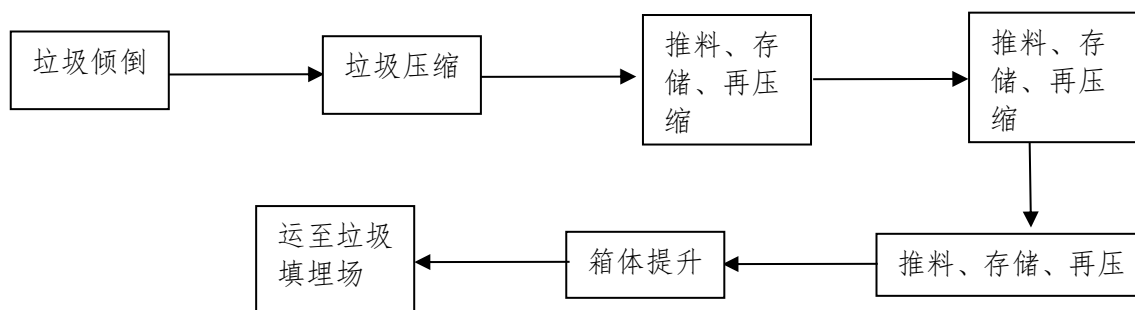 垃圾倾倒
垃圾压缩
推料、存
储、再压
缩
推料、存
储、再压
缩
推料、存储、再压
箱体提升
运至垃圾
填埋场